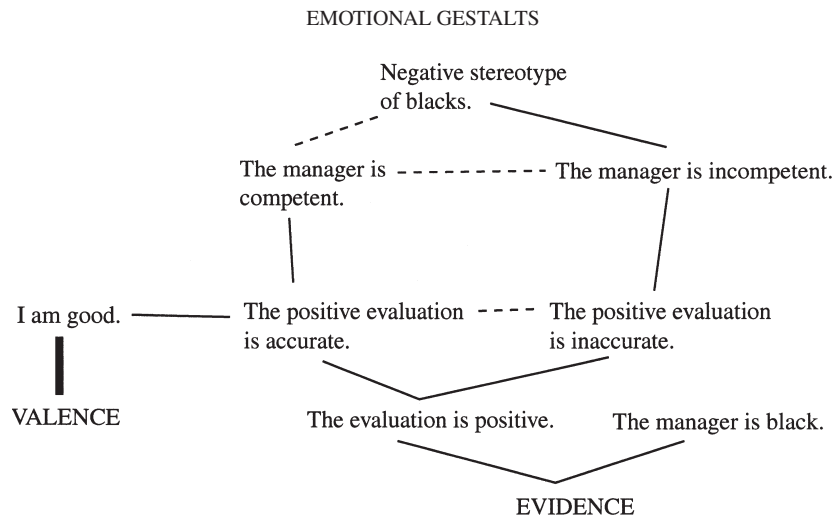 EMOTIONAL GESTALTS
Negative stereotype
of blacks.
The manager is
competent.
The manager is incompetent.
I am good.
The positive evaluation
is accurate.
The positive evaluation
is inaccurate.
VALENCE
The evaluation is positive.
The manager is black.
EVIDENCE